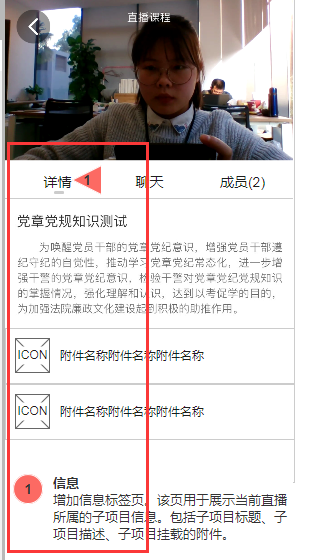 直播课程
详情 1 聊天 成员(2)
党章党规知识测试
为唤醒党员干部的党章党纪意识，增强党员干部遵
纪守纪的自觉性，推动学习党章党纪常态化，进一步增
强干警的党章党纪意识，检验干警对党章党纪党规知识
的掌握情况，强化理解和认识，达到以考促学的目的，
为加强法院廉政文化建设起到积极的助推作用。
ICON 附件名称附件名称附件名称
ICON 附件名称附件名称附件名称
1 信息
增加信息标签页，该页用于展示当前直播
所属的子项目信息。包括子项目标题、子
项目描述、子项目挂载的附件。